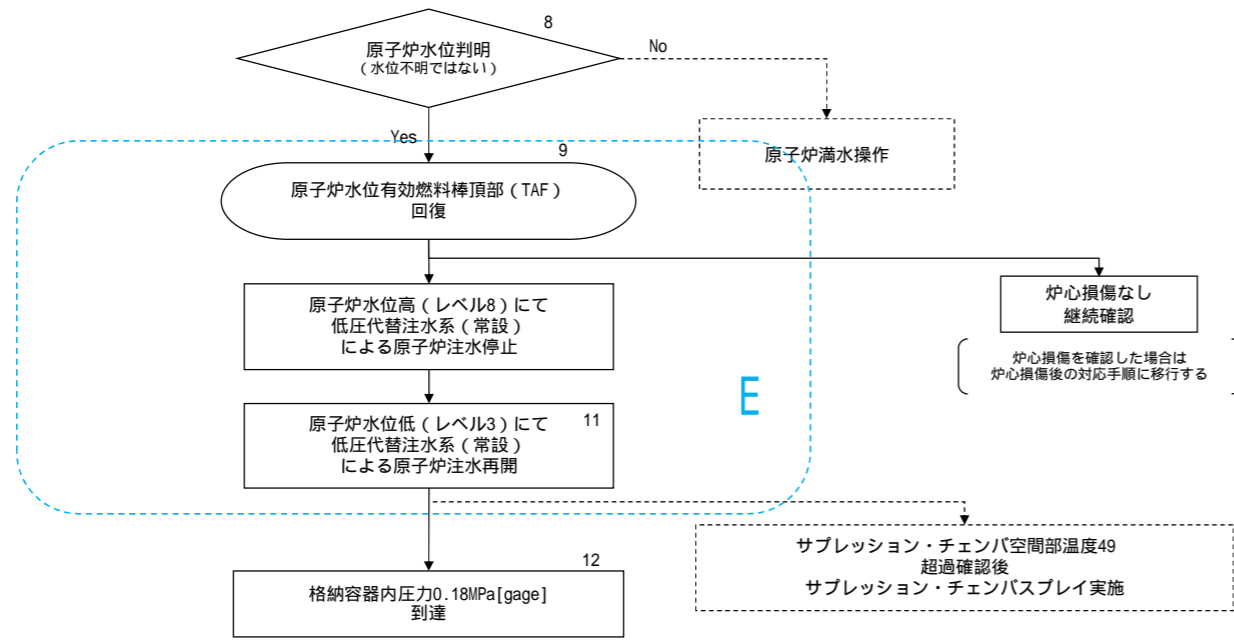 8
原子炉水位判明
(水位不明ではない)
No
Yes
原子炉満水操作
9
原子炉水位有効燃料棒頂部(TAF)
回復
原子炉水位高(レベル8)にて
低圧代替注水系(常設)
による原子炉注水停止
炉心損傷なし
継続確認
炉心損傷を確認した場合は
炉心損傷後の対応手順に移行する
E
原子炉水位低(レベル3)にて
低圧代替注水系(常設)
による原子炉注水再開
11
サプレッション・チェンバ空間部温度49
超過確認後
サプレッション・チェンバスプレイ実施
12
格納容器内圧力0.18MPa[gage]
到達